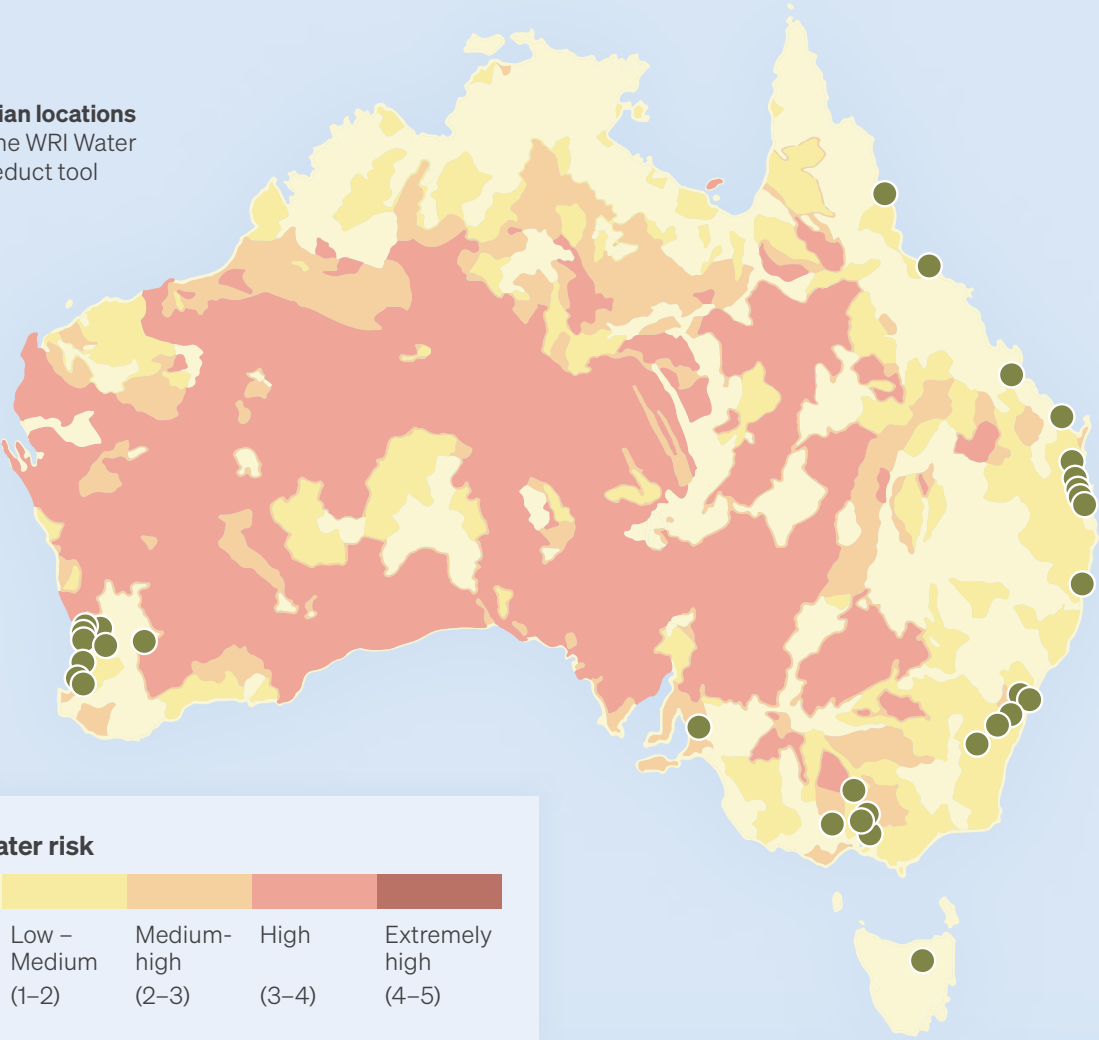 ian locations
ne WRI Water
educt tool
ater risk
Low –
Medium
(1–2)
Medium-
high
(2–3)
High
(3–4)
Extremely
high
(4–5)